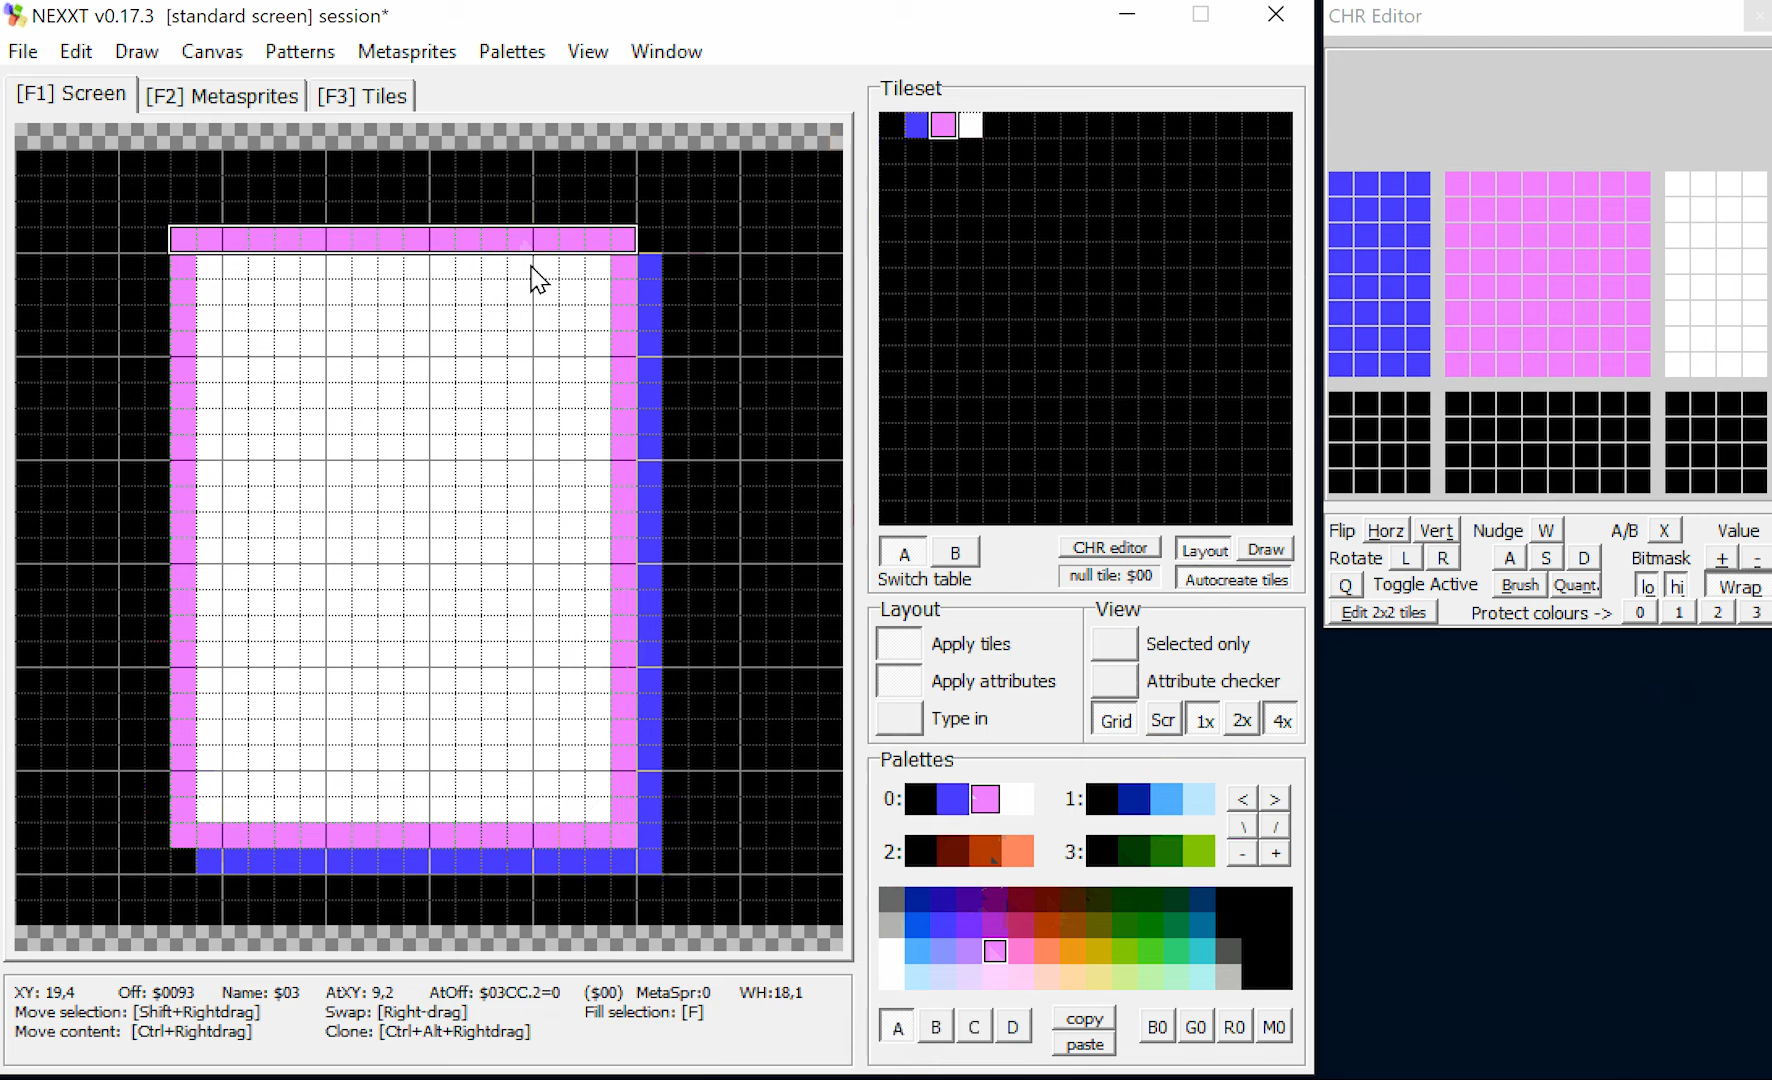 NEXXT v0.17.3 [standard screen] session*
File Edit Draw Canvas Patterns Metasprites Palettes View Window
[F1] Screen [F2] Metasprites [F3] Tiles
Tileset
A B
Switch table
CHR editor
null tile: $00
Layout Draw
Autocreate tiles
Layout
Apply tiles
Apply attributes
Type in
View
Selected only
Attribute checker
Grid Scr 1x 2x 4x
Palettes
0: 1: < >
\ /
2: 3: - +
A B C D copy paste B0 G0 R0 M0
XY: 19,4 Off: $0093 Name: $03 AtXY: 9,2 AtOff: $03CC.2=0 ($00) MetaSpr:0 WH:18,1
Move selection: [Shift+Rightdrag] Swap: [Right-drag] Fill selection: [F]
Move content: [Ctrl+Rightdrag] Clone: [Ctrl+Alt+Rightdrag]
CHR Editor
Flip Horz Vert Nudge W A/B X Value
Rotate L R A S D Bitmask + -
Q Toggle Active Brush Quant. lo hi Wrap
Edit 2x2 tiles Protect colours -> 0 1 2 3